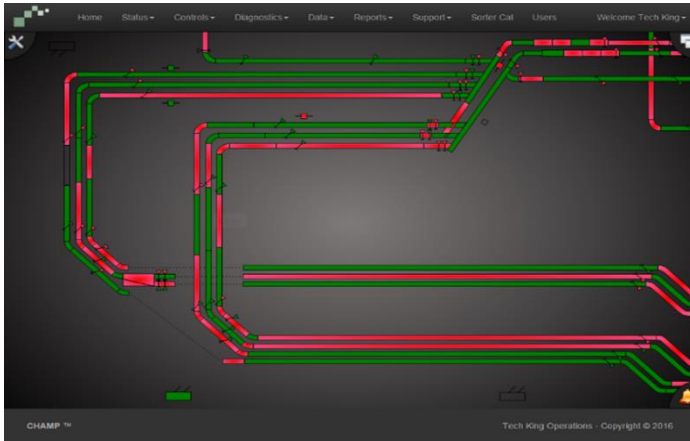 Home Status Controls Diagnostics Data Reports Support Sorter Cal Users Welcome Tech King
CHAMP ™
Tech King Operations - Copyright © 2016